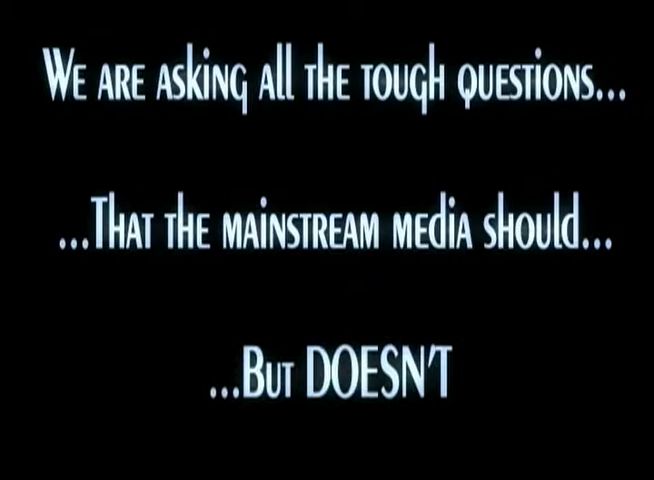 We are asking all the tough questions...
...That the mainstream media should...
...But DOESN'T